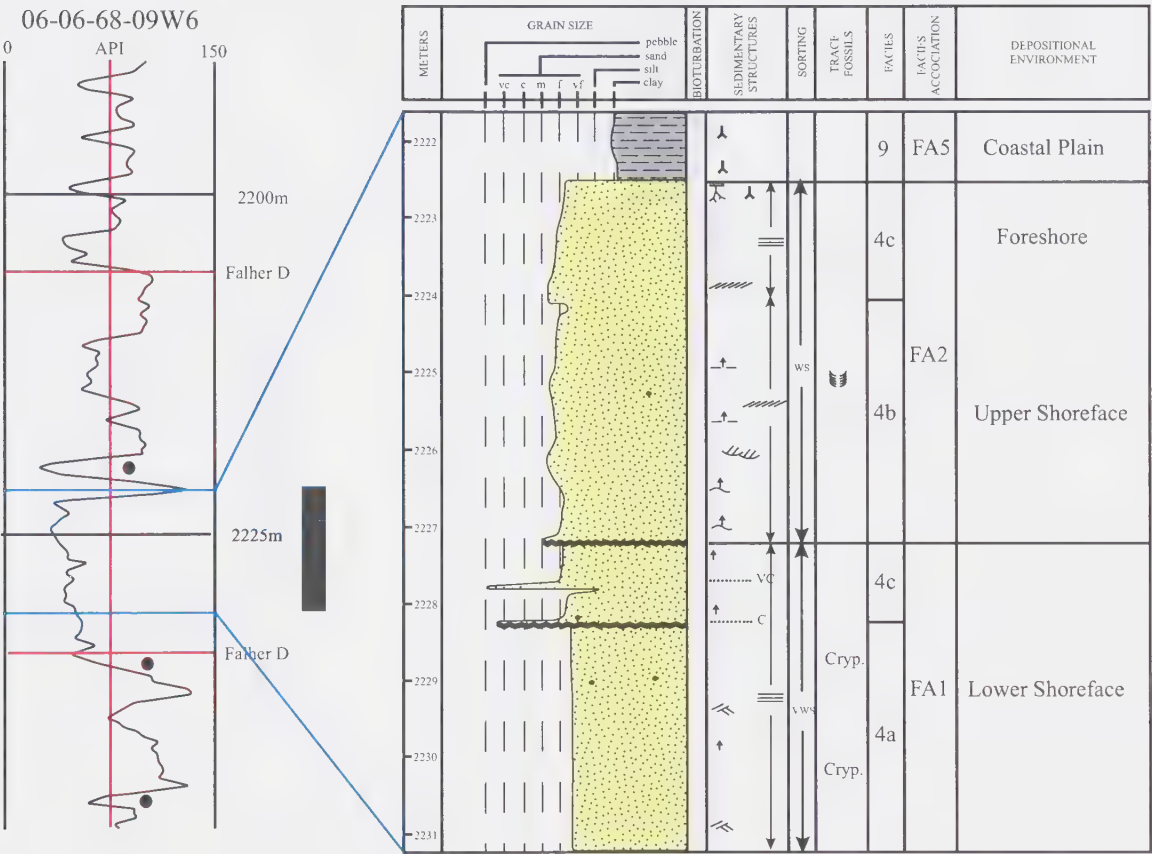 06-06-68-09W6
0 API 150
2200m
Falher D
2225m
Falher D
METERS
GRAIN SIZE
pebble
sand
silt
clay
vc c m f vf
BIOTURBATION
SEDIMENTARY STRUCTURES
SORTING
TRACE FOSSILS
FACIES
FACIES ACCOCIATION
DEPOSITIONAL ENVIRONMENT
2222
2223
2224
2225
2226
2227
2228
2229
2230
2231
VC
C
WS
VWS
Cryp.
Cryp.
9 FA5 Coastal Plain
4c Foreshore
FA2
4b Upper Shoreface
4c
FA1 Lower Shoreface
4a